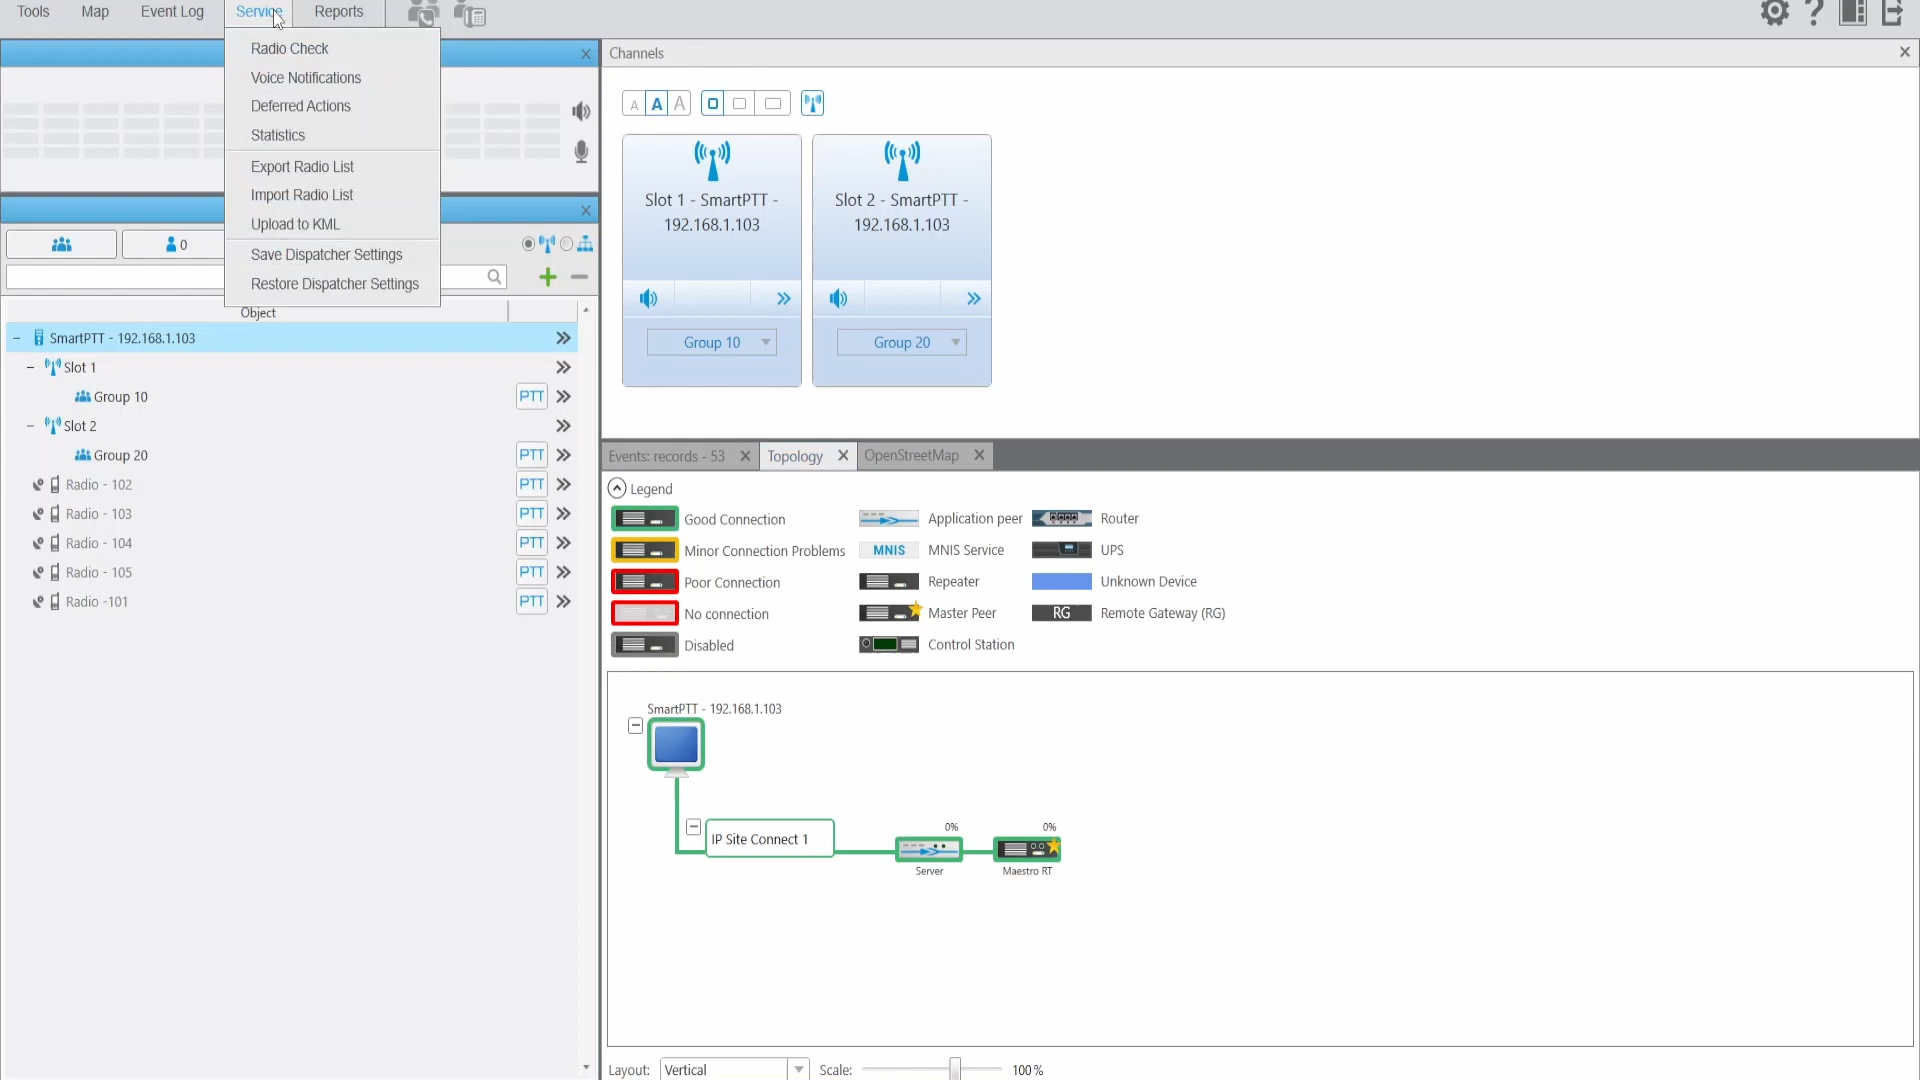 Tools Map Event Log Service Reports
Radio Check
Voice Notifications
Deferred Actions
Statistics
Export Radio List
Import Radio List
Upload to KML
Save Dispatcher Settings
Restore Dispatcher Settings
0
Object
SmartPTT - 192.168.1.103
Slot 1
Group 10 PTT
Slot 2
Group 20 PTT
Radio - 102 PTT
Radio - 103 PTT
Radio - 104 PTT
Radio - 105 PTT
Radio -101 PTT
Channels
A A A
Slot 1 - SmartPTT -
192.168.1.103
Group 10
Slot 2 - SmartPTT -
192.168.1.103
Group 20
Events: records - 53 Topology OpenStreetMap
Legend
Good Connection Application peer Router
Minor Connection Problems MNIS MNIS Service UPS
Poor Connection Repeater Unknown Device
No connection Master Peer RG Remote Gateway (RG)
Disabled Control Station
SmartPTT - 192.168.1.103
IP Site Connect 1
0% 0%
Server Maestro RT
Layout: Vertical Scale: 100 %